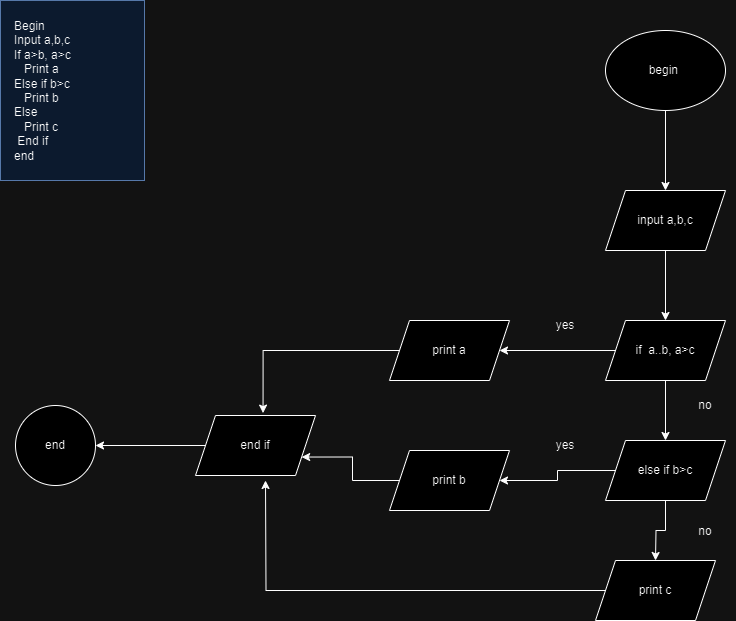 Begin
Input a,b,c
If a>b, a>c
Print a
Else if b>c
Print b
Else
Print c
End if
end
begin
input a,b,c
if a..b, a>c
yes
print a
no
end
end if
else if b>c
yes
print b
no
print c